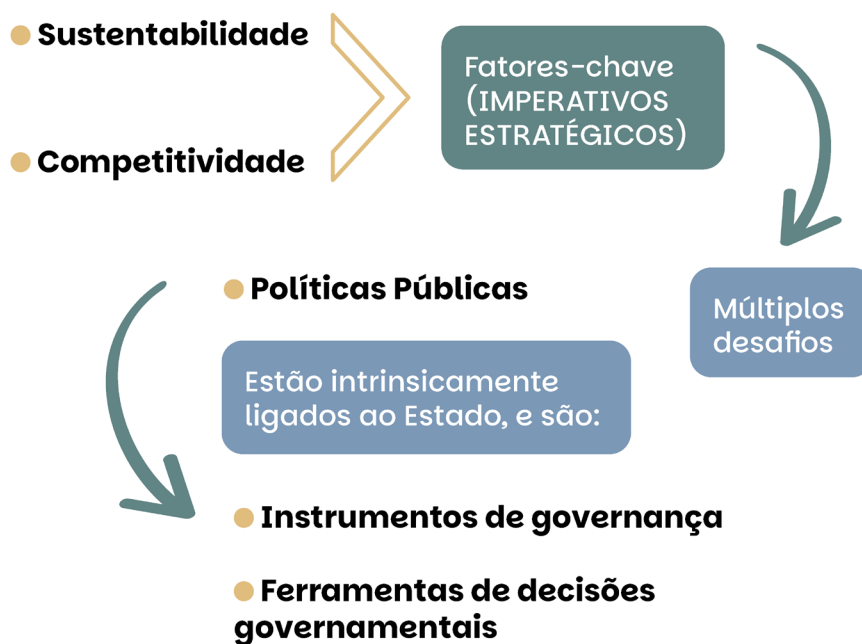 Sustentabilidade
Competitividade
Fatores-chave
(IMPERATIVOS
ESTRATÉGICOS)
Múltiplos
desafios
Políticas Públicas
Estão intrinsicamente
ligados ao Estado, e são:
Instrumentos de governança
Ferramentas de decisões
governamentais